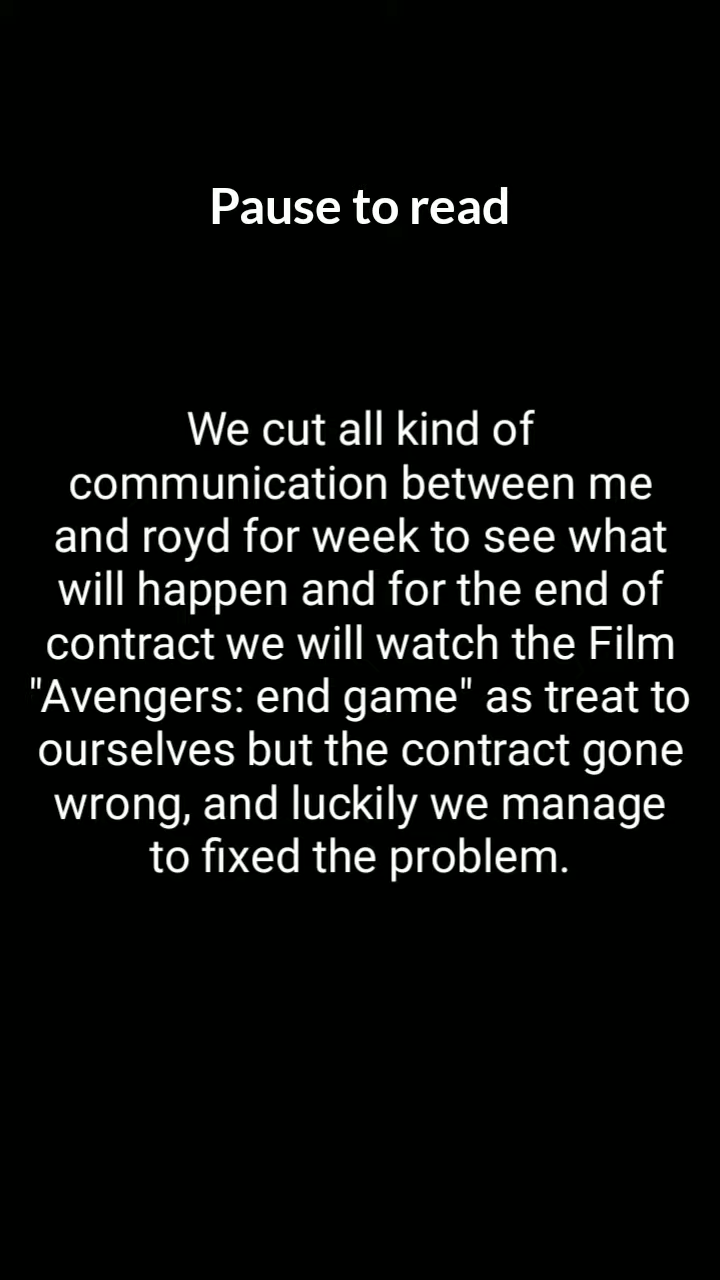 Pause to read
We cut all kind of
communication between me
and royd for week to see what
will happen and for the end of
contract we will watch the Film
"Avengers: end game" as treat to
ourselves but the contract gone
wrong, and luckily we manage
to fixed the problem.